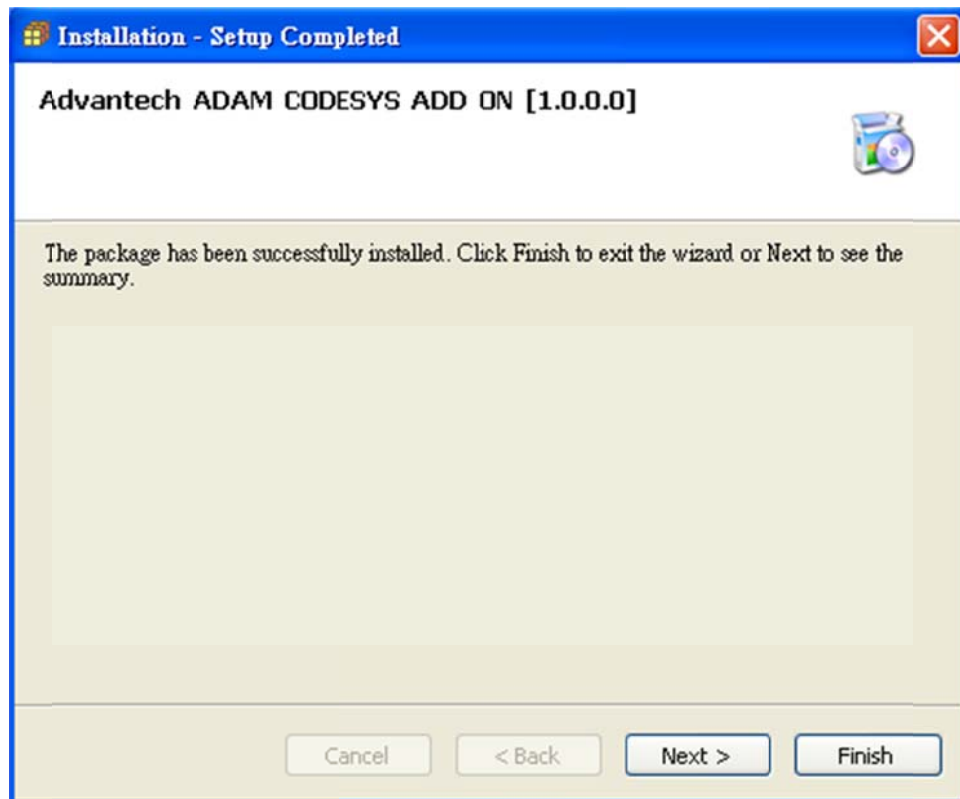 Installation - Setup Completed
Advantech ADAM CODESYS ADD ON [1.0.0.0]
The package has been successfully installed. Click Finish to exit the wizard or Next to see the
summary.
Cancel
< Back
Next >
Finish